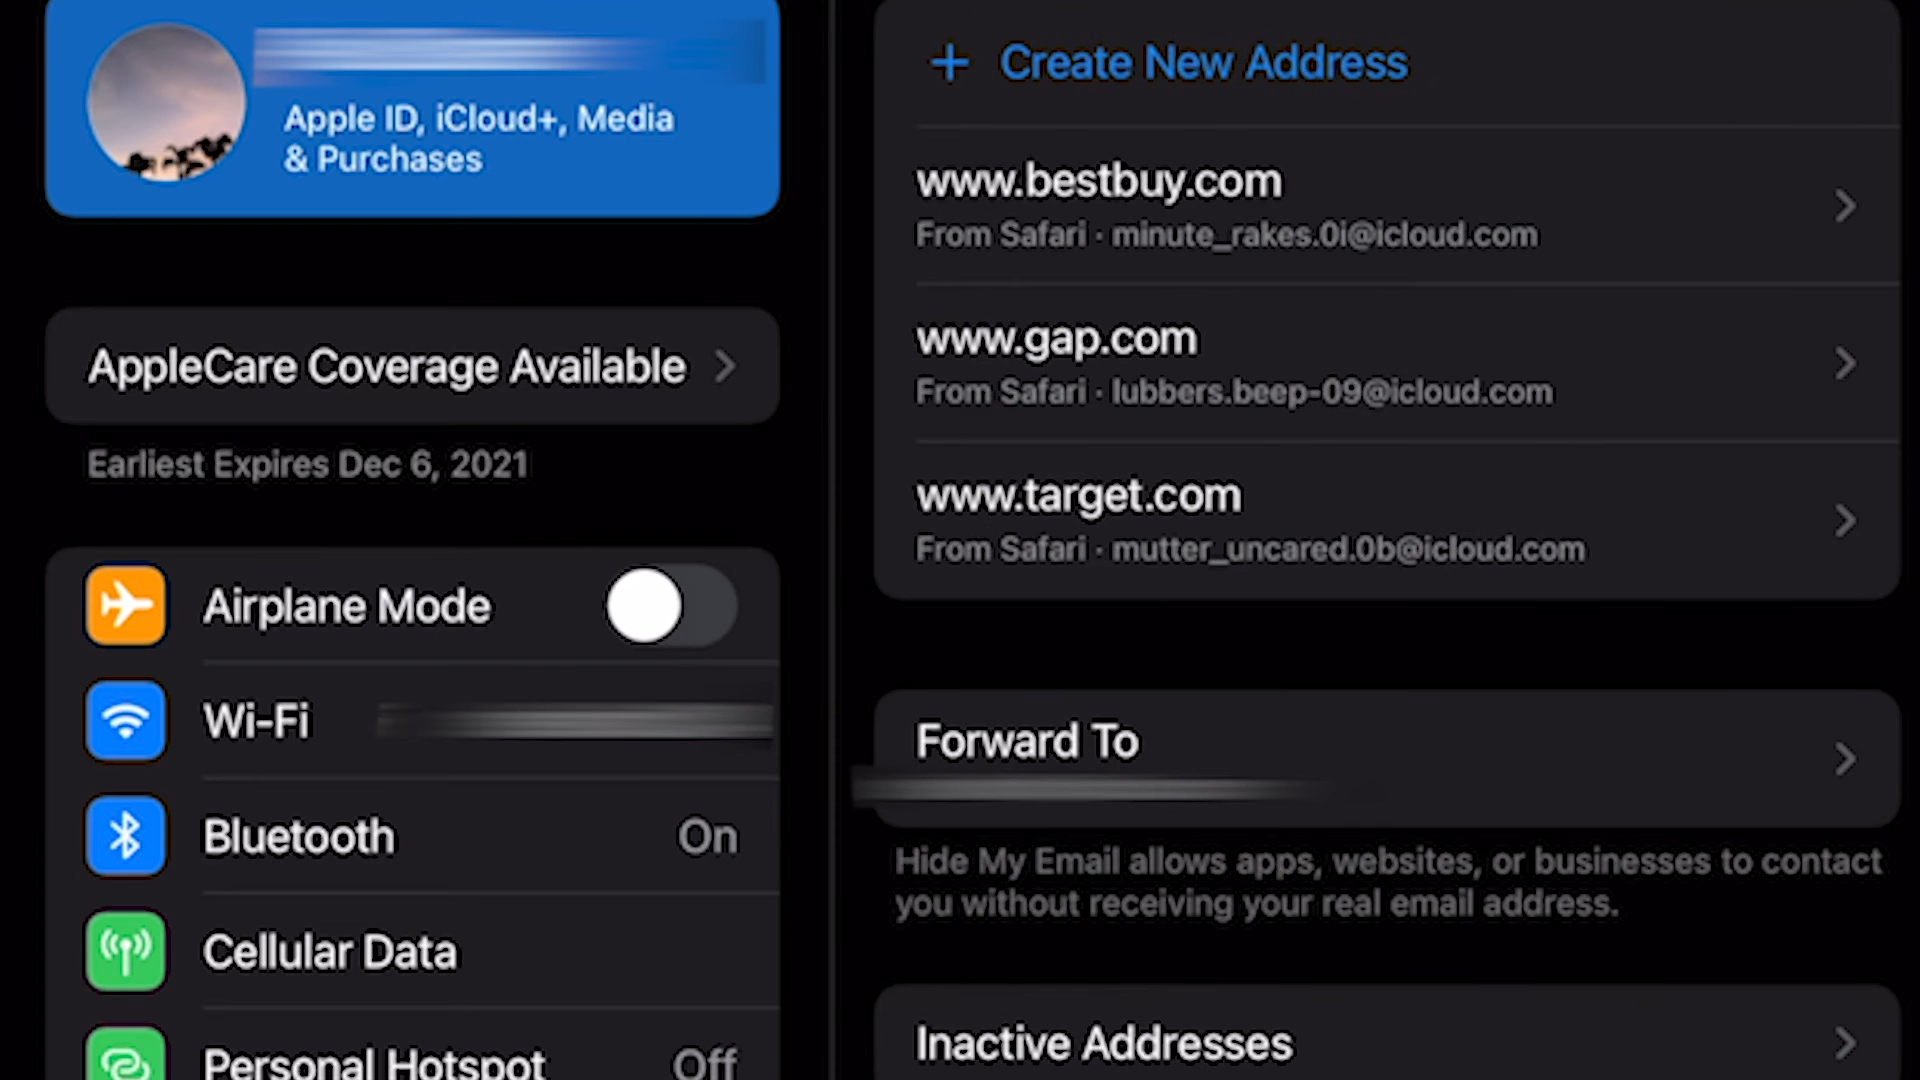 Apple ID, iCloud+, Media
& Purchases
AppleCare Coverage Available
Earliest Expires Dec 6, 2021
Airplane Mode
Wi-Fi
Bluetooth On
Cellular Data
Personal Hotspot Off
+ Create New Address
www.bestbuy.com
From Safari · minute_rakes.0i@icloud.com
www.gap.com
From Safari · lubbers.beep-09@icloud.com
www.target.com
From Safari · mutter_uncared.0b@icloud.com
Forward To
Hide My Email allows apps, websites, or businesses to contact
you without receiving your real email address.
Inactive Addresses